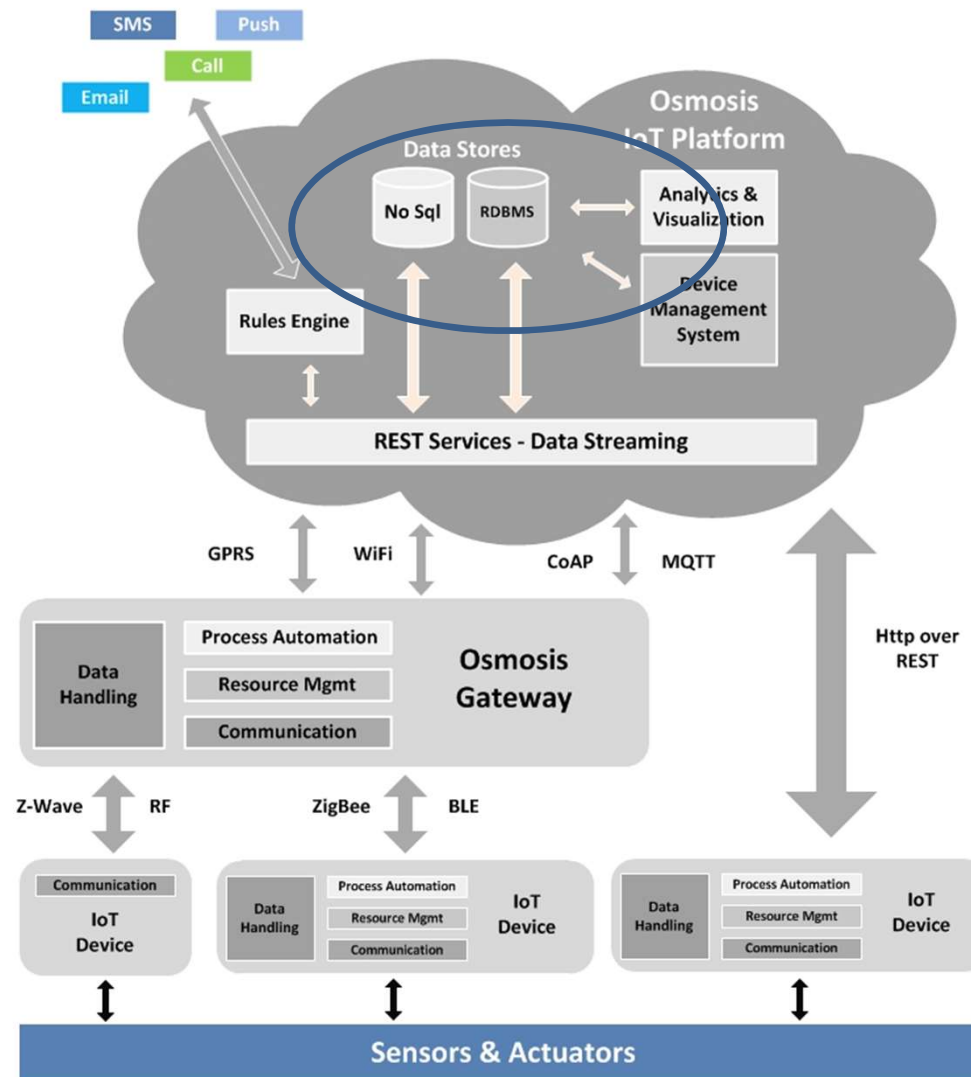 SMS
Push
Call
Email
Osmosis
IoT Platform
Data Stores
No Sql
RDBMS
Analytics &
Visualization
Device
Management
System
Rules Engine
REST Services - Data Streaming
GPRS
WiFi
CoAP
MQTT
Http over
REST
Data
Handling
Process Automation
Resource Mgmt
Communication
Osmosis
Gateway
Z-Wave
RF
ZigBee
BLE
Communication
IoT
Device
Data
Handling
Process Automation
Resource Mgmt
Communication
IoT
Device
Data
Handling
Process Automation
Resource Mgmt
Communication
IoT
Device
Sensors & Actuators